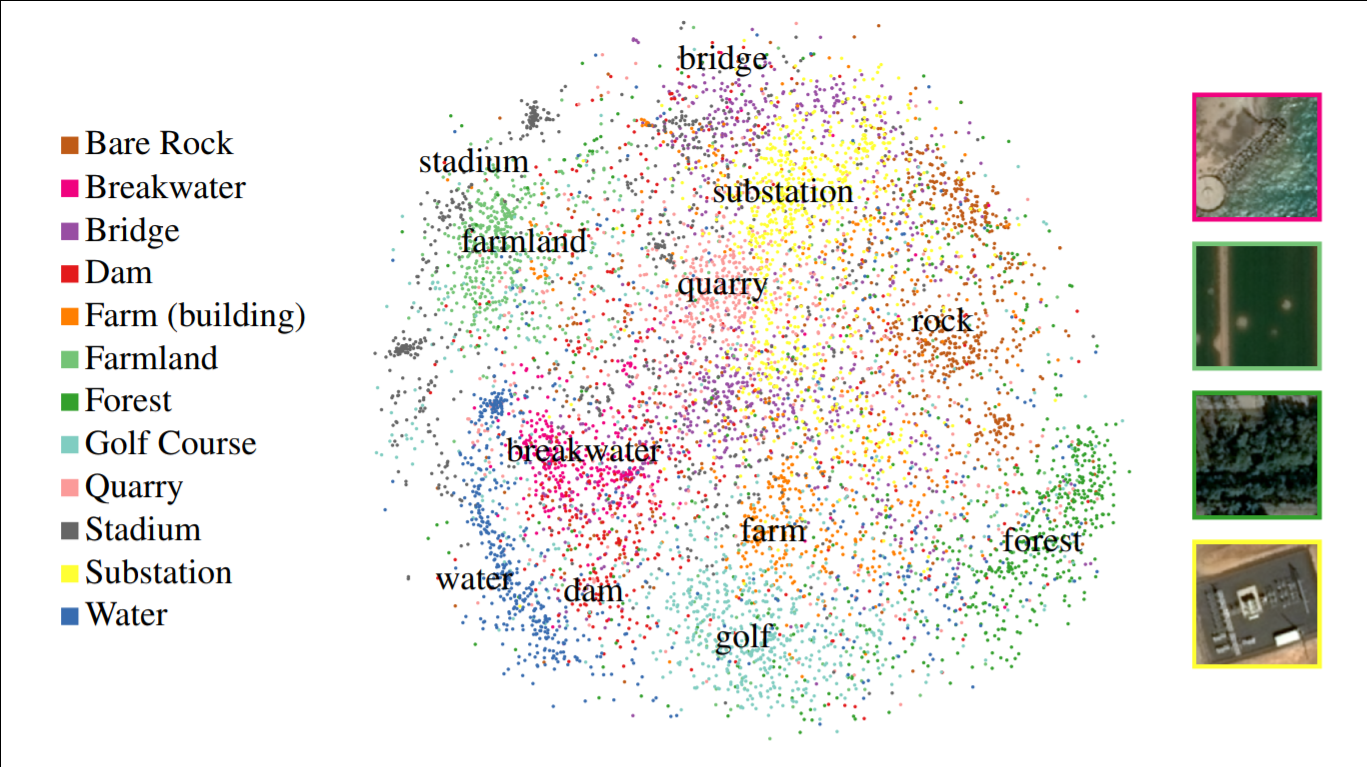 Bare Rock
Breakwater
Bridge
Dam
Farm (building)
Farmland
Forest
Golf Course
Quarry
Stadium
Substation
Water
bridge
stadium
substation
farmland
quarry
rock
breakwater
farm
forest
water
dam
golf